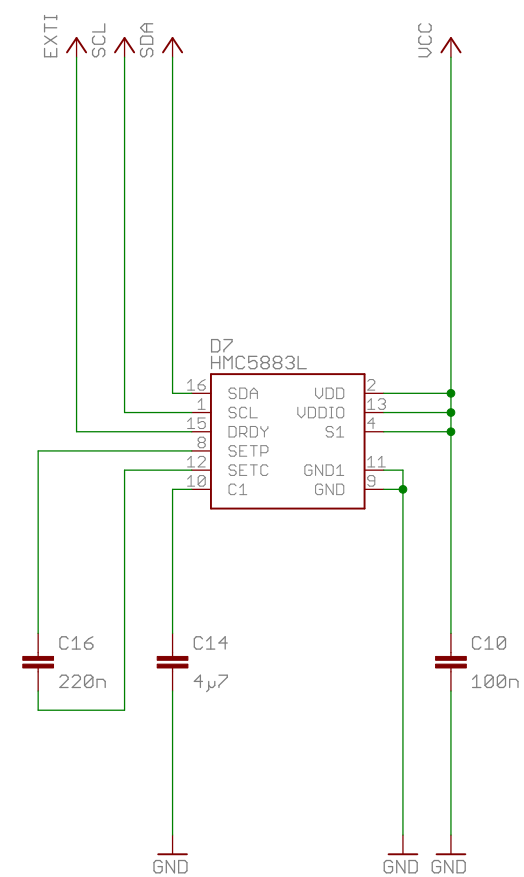 EXTI
SCL
SDA
VCC
D7
HMC5883L
16 SDA VDD 2
1 SCL VDDIO 13
15 DRDY S1 4
8 SETP
12 SETC GND1 11
10 C1 GND 9
C16 C14 C10
220n 4µ7 100n
GND GND GND